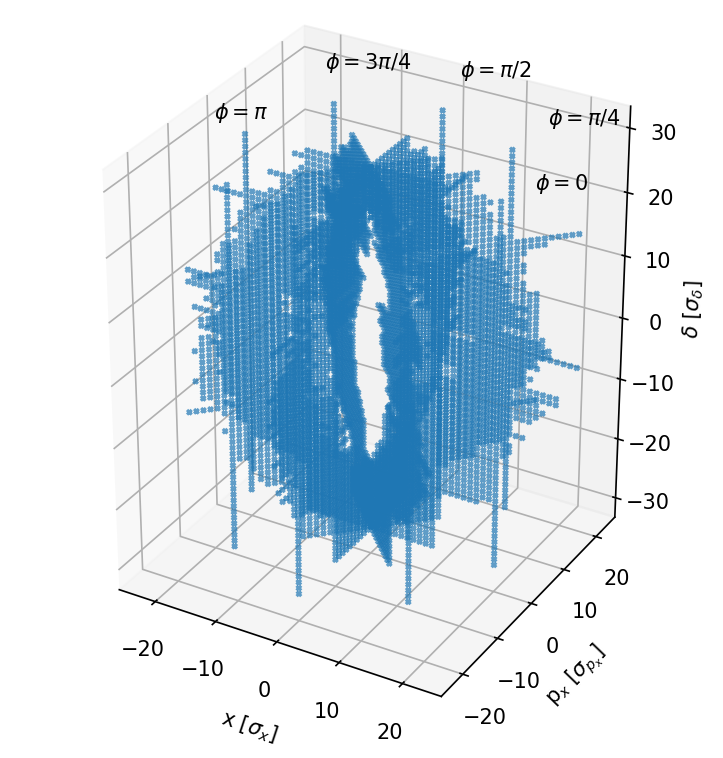 ϕ = 3π/4
ϕ = π/2
ϕ = π
ϕ = π/4
ϕ = 0
30
20
10
0
−10
−20
−30
δ [σ_δ]
−20
−10
0
10
20
x [σ_x]
20
10
0
−10
−20
p_x [σ_{p_x}]